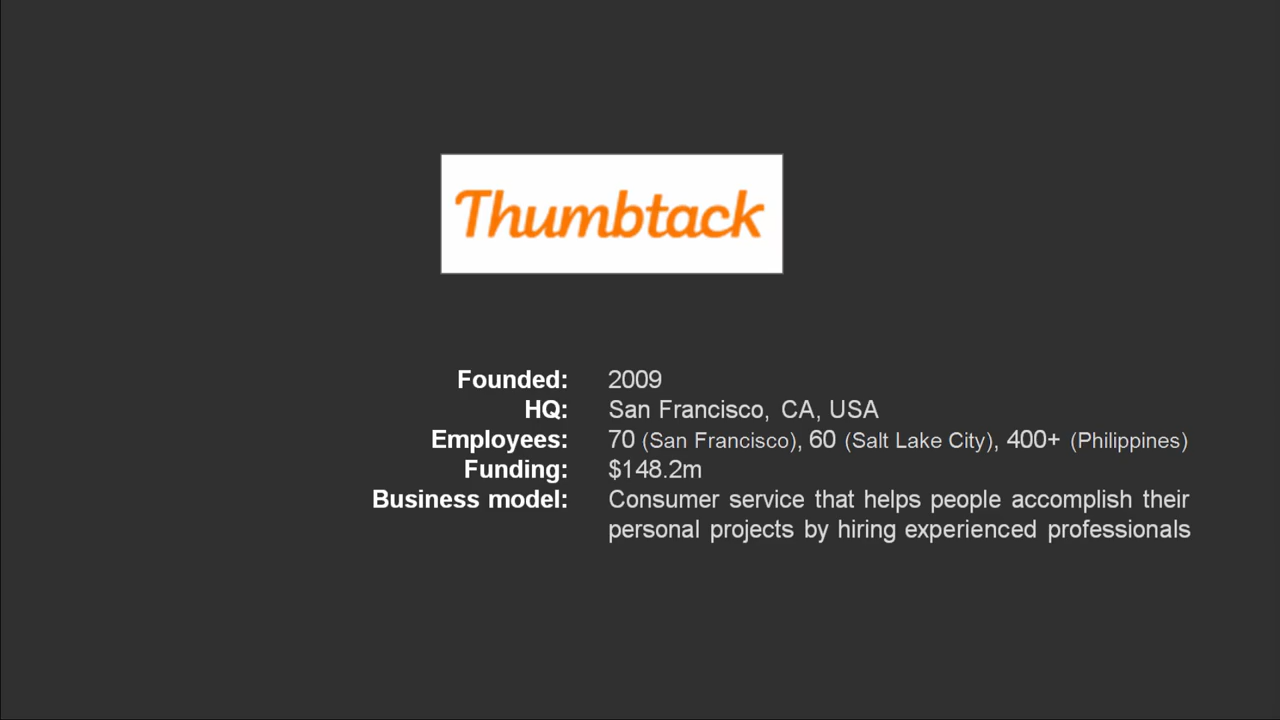 Thumbtack
Founded: 2009
HQ: San Francisco, CA, USA
Employees: 70 (San Francisco), 60 (Salt Lake City), 400+ (Philippines)
Funding: $148.2m
Business model: Consumer service that helps people accomplish their
personal projects by hiring experienced professionals